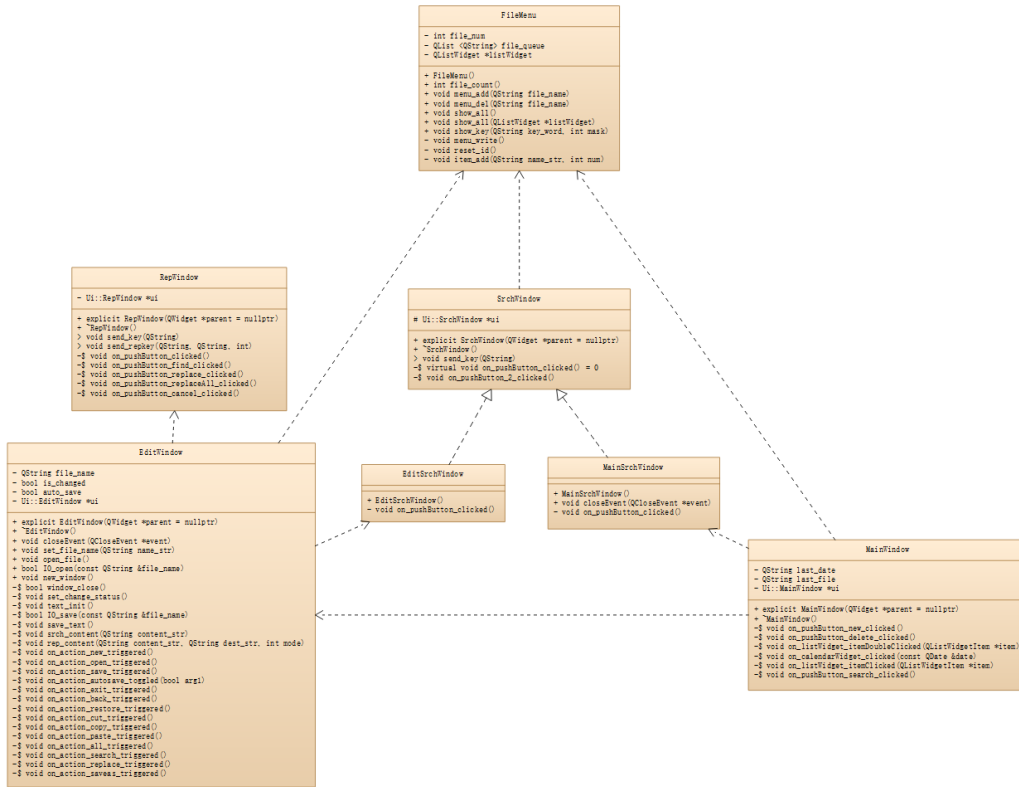 FileMenu
- int file_num
- QList <QString> file_queue
- QListWidget *listWidget
+ FileMenu()
+ int file_count()
+ void menu_add(QString file_name)
+ void menu_del(QString file_name)
+ void show_all()
+ void show_all(QListWidget *listWidget)
+ void show_key(QString key_word, int mask)
- void menu_write()
- void reset_id()
- void item_add(QString name_str, int num)
RepWindow
- Ui::RepWindow *ui
+ explicit RepWindow(QWidget *parent = nullptr)
+ ~RepWindow()
> void send_key(QString)
> void send_repkey(QString, QString, int)
-$ void on_pushButton_clicked()
-$ void on_pushButton_find_clicked()
-$ void on_pushButton_replace_clicked()
-$ void on_pushButton_replaceAll_clicked()
-$ void on_pushButton_cancel_clicked()
SrchWindow
# Ui::SrchWindow *ui
+ explicit SrchWindow(QWidget *parent = nullptr)
+ ~SrchWindow()
> void send_key(QString)
-$ virtual void on_pushButton_clicked() = 0
-$ void on_pushButton_2_clicked()
EditWindow
- QString file_name
- bool is_changed
- bool auto_save
- Ui::EditWindow *ui
+ explicit EditWindow(QWidget *parent = nullptr)
+ ~EditWindow()
+ void closeEvent(QCloseEvent *event)
+ void set_file_name(QString name_str)
+ void open_file()
+ bool IO_open(const QString &file_name)
+ void new_window()
-$ bool window_close()
-$ void set_change_status()
-$ void text_init()
-$ bool IO_save(const QString &file_name)
-$ void save_text()
-$ void srch_content(QString content_str)
-$ void rep_content(QString content_str, QString dest_str, int mode)
-$ void on_action_new_triggered()
-$ void on_action_open_triggered()
-$ void on_action_save_triggered()
-$ void on_action_autosave_toggled(bool arg1)
-$ void on_action_exit_triggered()
-$ void on_action_back_triggered()
-$ void on_action_restore_triggered()
-$ void on_action_cut_triggered()
-$ void on_action_copy_triggered()
-$ void on_action_paste_triggered()
-$ void on_action_all_triggered()
-$ void on_action_search_triggered()
-$ void on_action_replace_triggered()
-$ void on_action_saveas_triggered()
EditSrchWindow
+ EditSrchWindow()
- void on_pushButton_clicked()
MainSrchWindow
+ MainSrchWindow()
+ void closeEvent(QCloseEvent *event)
- void on_pushButton_clicked()
MainWindow
- QString last_date
- QString last_file
- Ui::MainWindow *ui
+ explicit MainWindow(QWidget *parent = nullptr)
+ ~MainWindow()
-$ void on_pushButton_new_clicked()
-$ void on_pushButton_delete_clicked()
-$ void on_listWidget_itemDoubleClicked(QListWidgetItem *item)
-$ void on_calendarWidget_clicked(const QDate &date)
-$ void on_listWidget_itemClicked(QListWidgetItem *item)
-$ void on_pushButton_search_clicked()